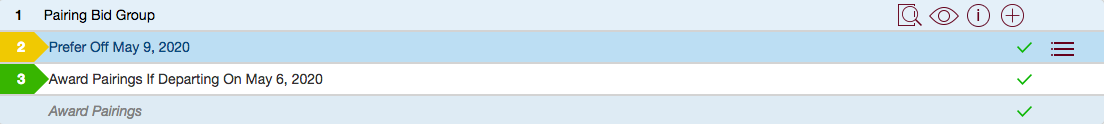 1 Pairing Bid Group
2 Prefer Off May 9, 2020
3 Award Pairings If Departing On May 6, 2020
Award Pairings